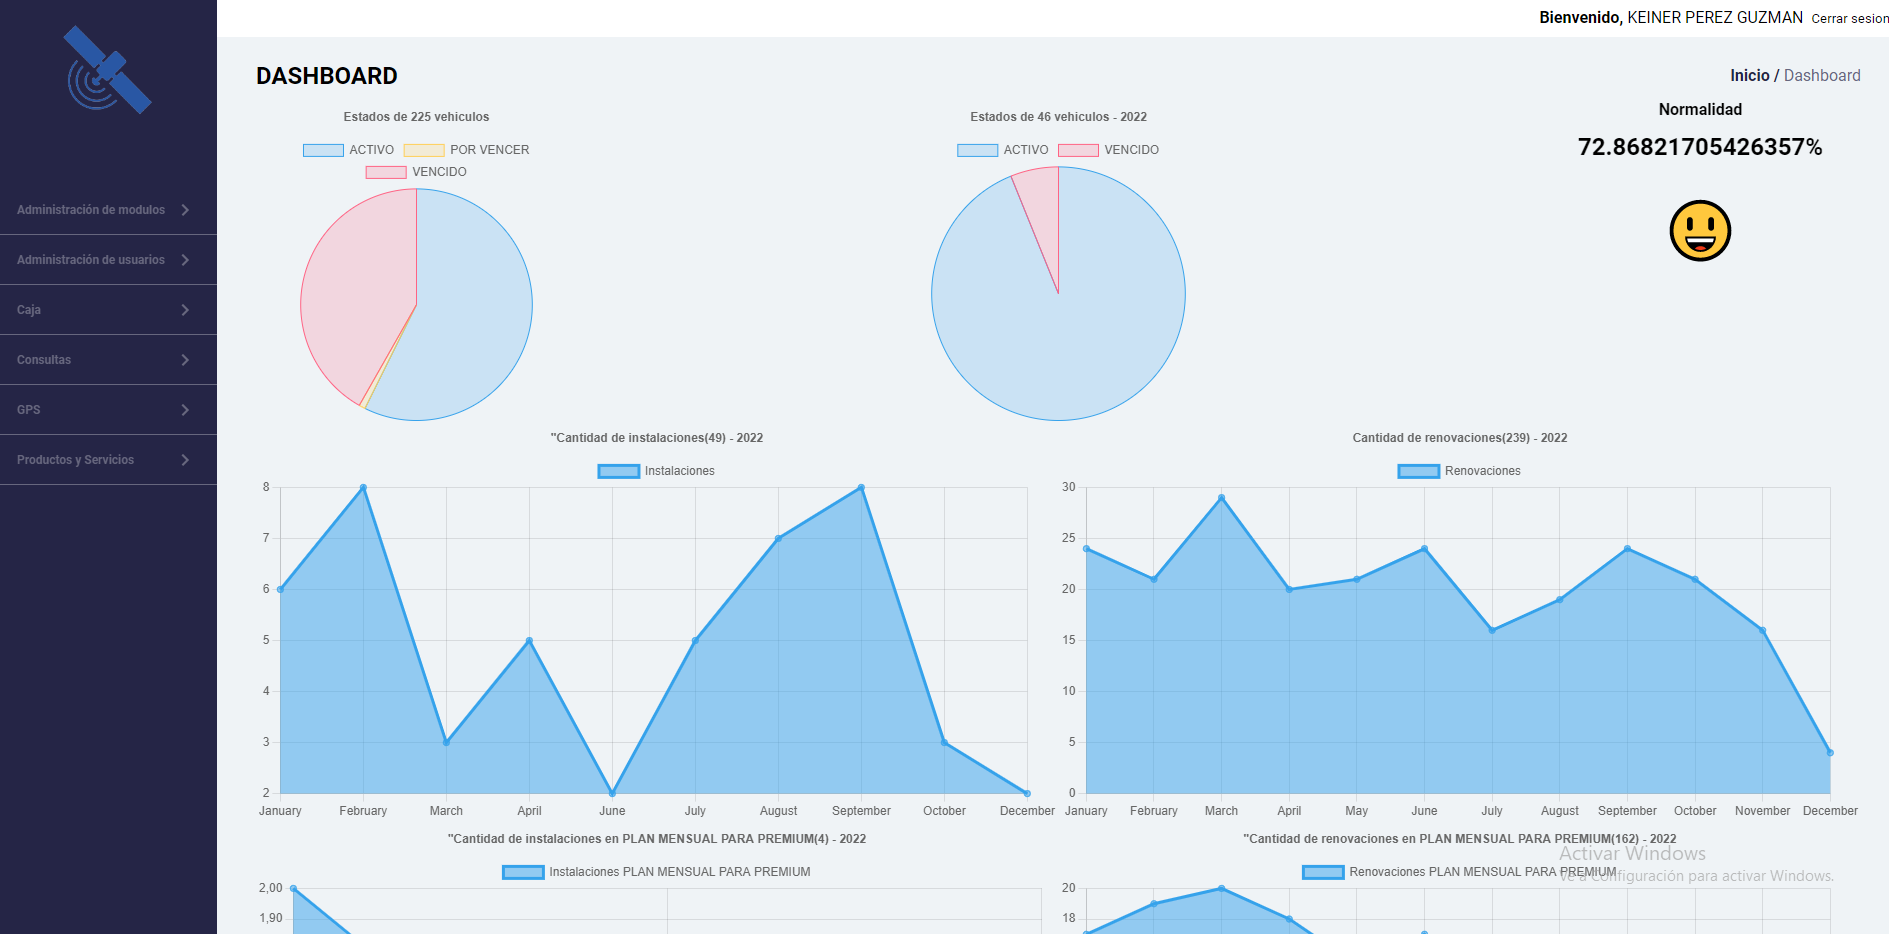 Bienvenido, KEINER PEREZ GUZMAN Cerrar sesion
DASHBOARD
Inicio / Dashboard
Administración de modulos
Administración de usuarios
Caja
Consultas
GPS
Productos y Servicios
Estados de 225 vehiculos
ACTIVO POR VENCER
VENCIDO
Estados de 46 vehiculos - 2022
ACTIVO VENCIDO
Normalidad
72.86821705426357%
"Cantidad de instalaciones(49) - 2022
Instalaciones
8
7
6
5
4
3
2
January February March April June July August September October December
Cantidad de renovaciones(239) - 2022
Renovaciones
30
25
20
15
10
5
0
January February March April May June July August September October November December
"Cantidad de instalaciones en PLAN MENSUAL PARA PREMIUM(4) - 2022
Instalaciones PLAN MENSUAL PARA PREMIUM
2,00
1,90
"Cantidad de renovaciones en PLAN MENSUAL PARA PREMIUM(162) - 2022
Renovaciones PLAN MENSUAL PARA PREMIUM
20
18
Activar Windows
Ve a Configuración para activar Windows.